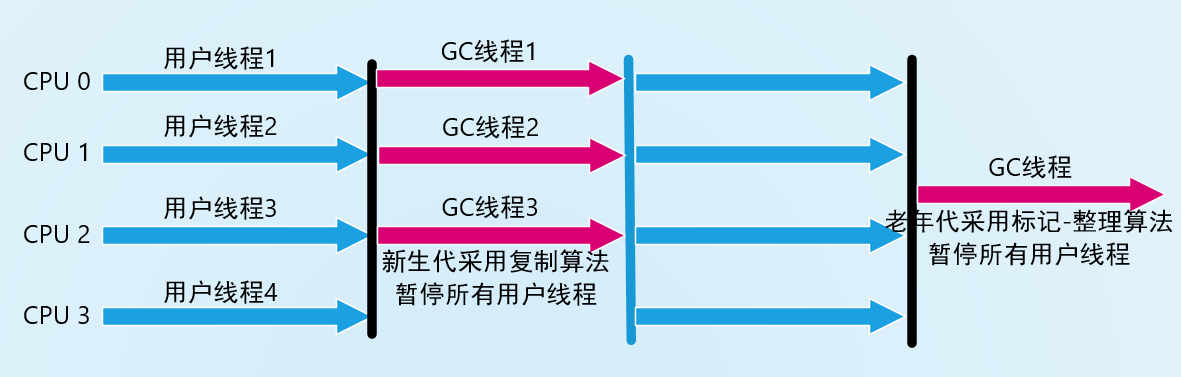 用户线程1
GC线程1
CPU 0
用户线程2
GC线程2
CPU 1
GC线程
用户线程3
GC线程3
CPU 2
老年代采用标记-整理算法
暂停所有用户线程
新生代采用复制算法
暂停所有用户线程
用户线程4
CPU 3